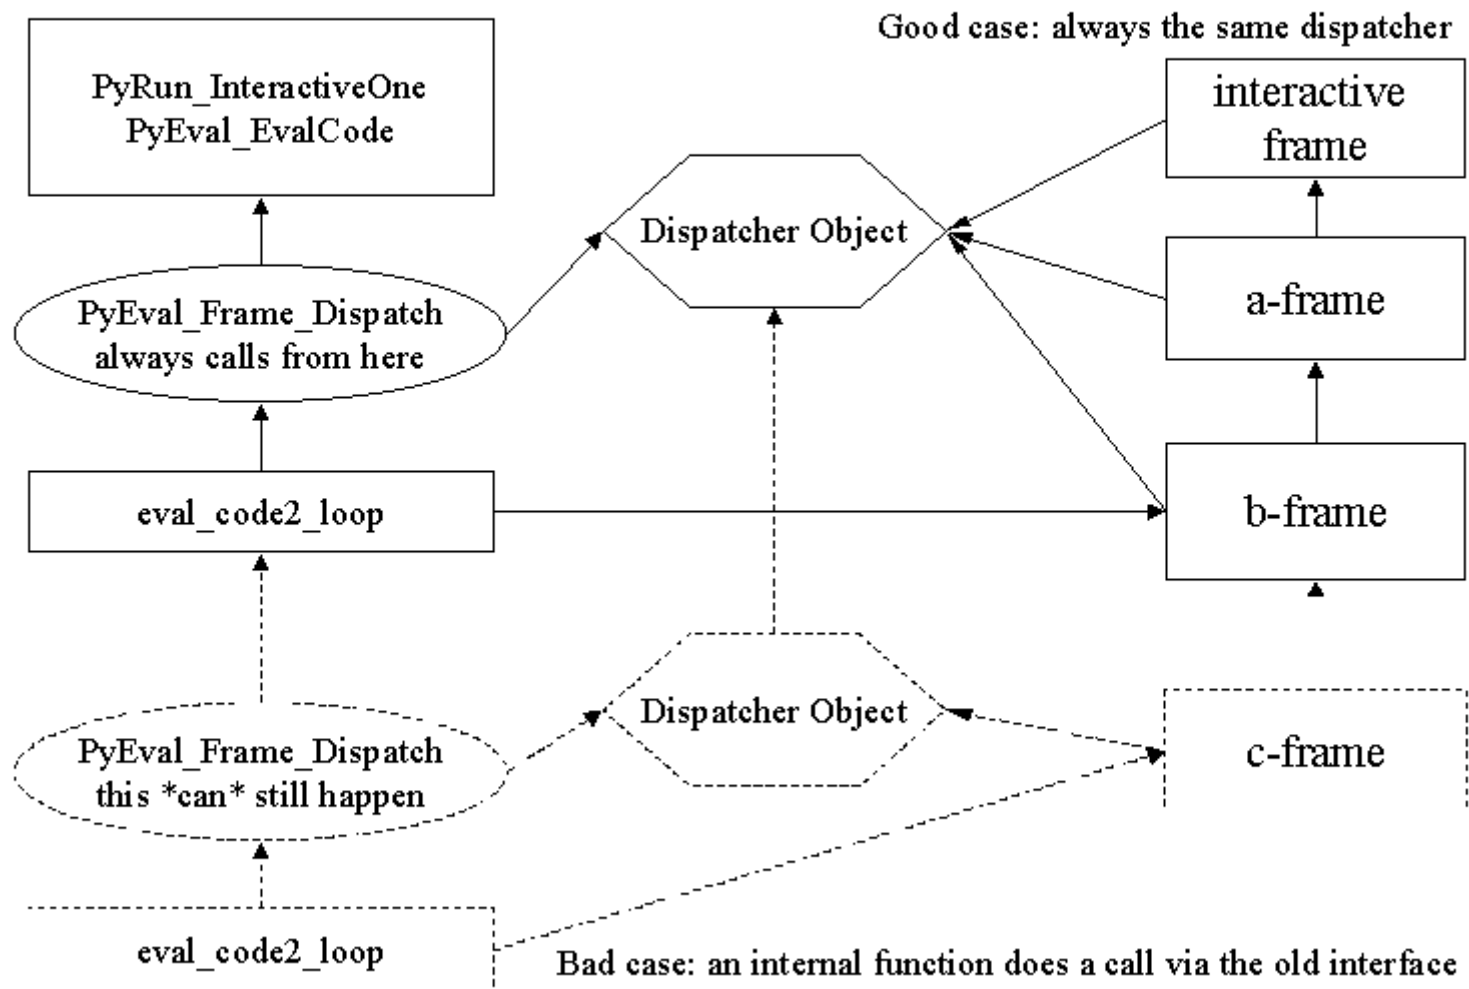 Good case: always the same dispatcher
PyRun_InteractiveOne
PyEval_EvalCode
interactive
frame
Dispatcher Object
PyEval_Frame_Dispatch
always calls from here
a-frame
eval_code2_loop
b-frame
Dispatcher Object
PyEval_Frame_Dispatch
this *can* still happen
c-frame
eval_code2_loop
Bad case: an internal function does a call via the old interface